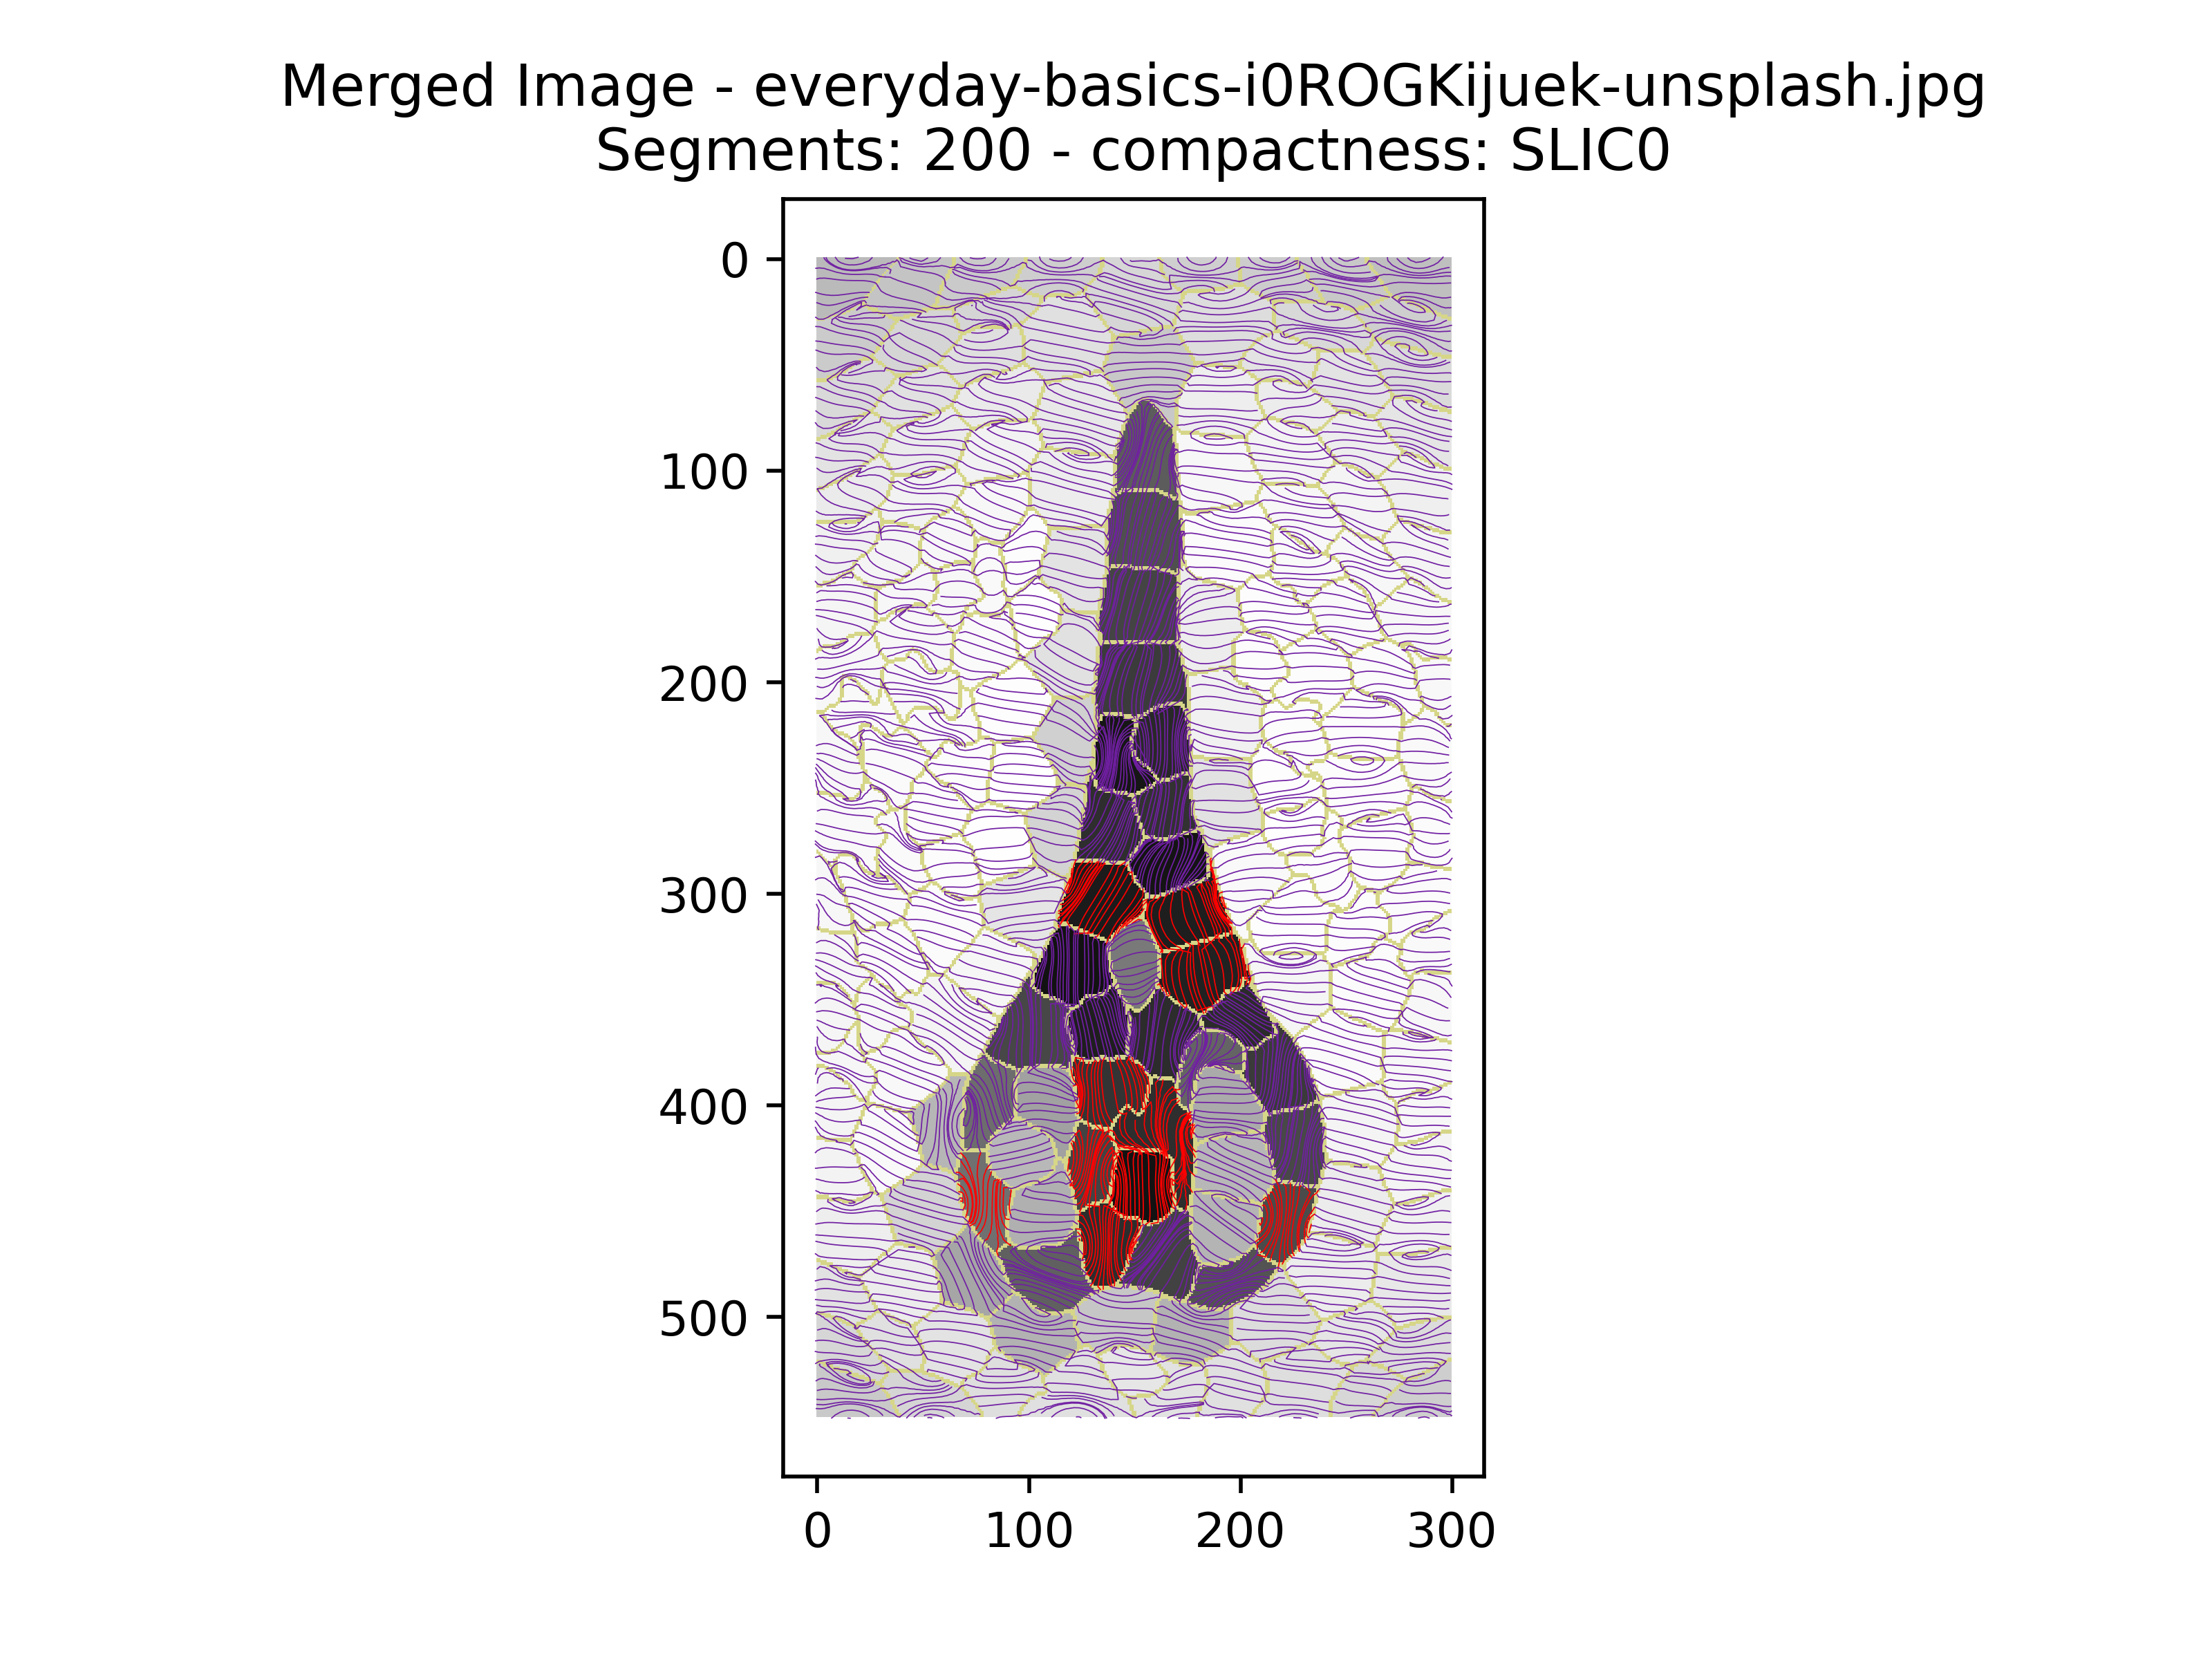 Merged Image - everyday-basics-i0ROGKijuek-unsplash.jpg
Segments: 200 - compactness: SLIC0
0
100
200
300
400
500
0 100 200 300